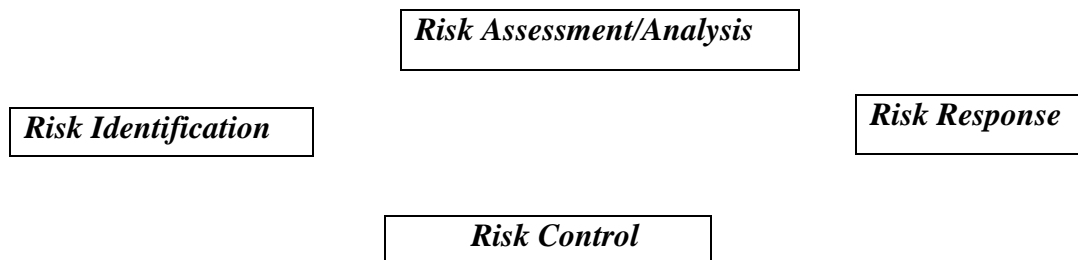 Risk Assessment/Analysis
Risk Identification
Risk Response
Risk Control